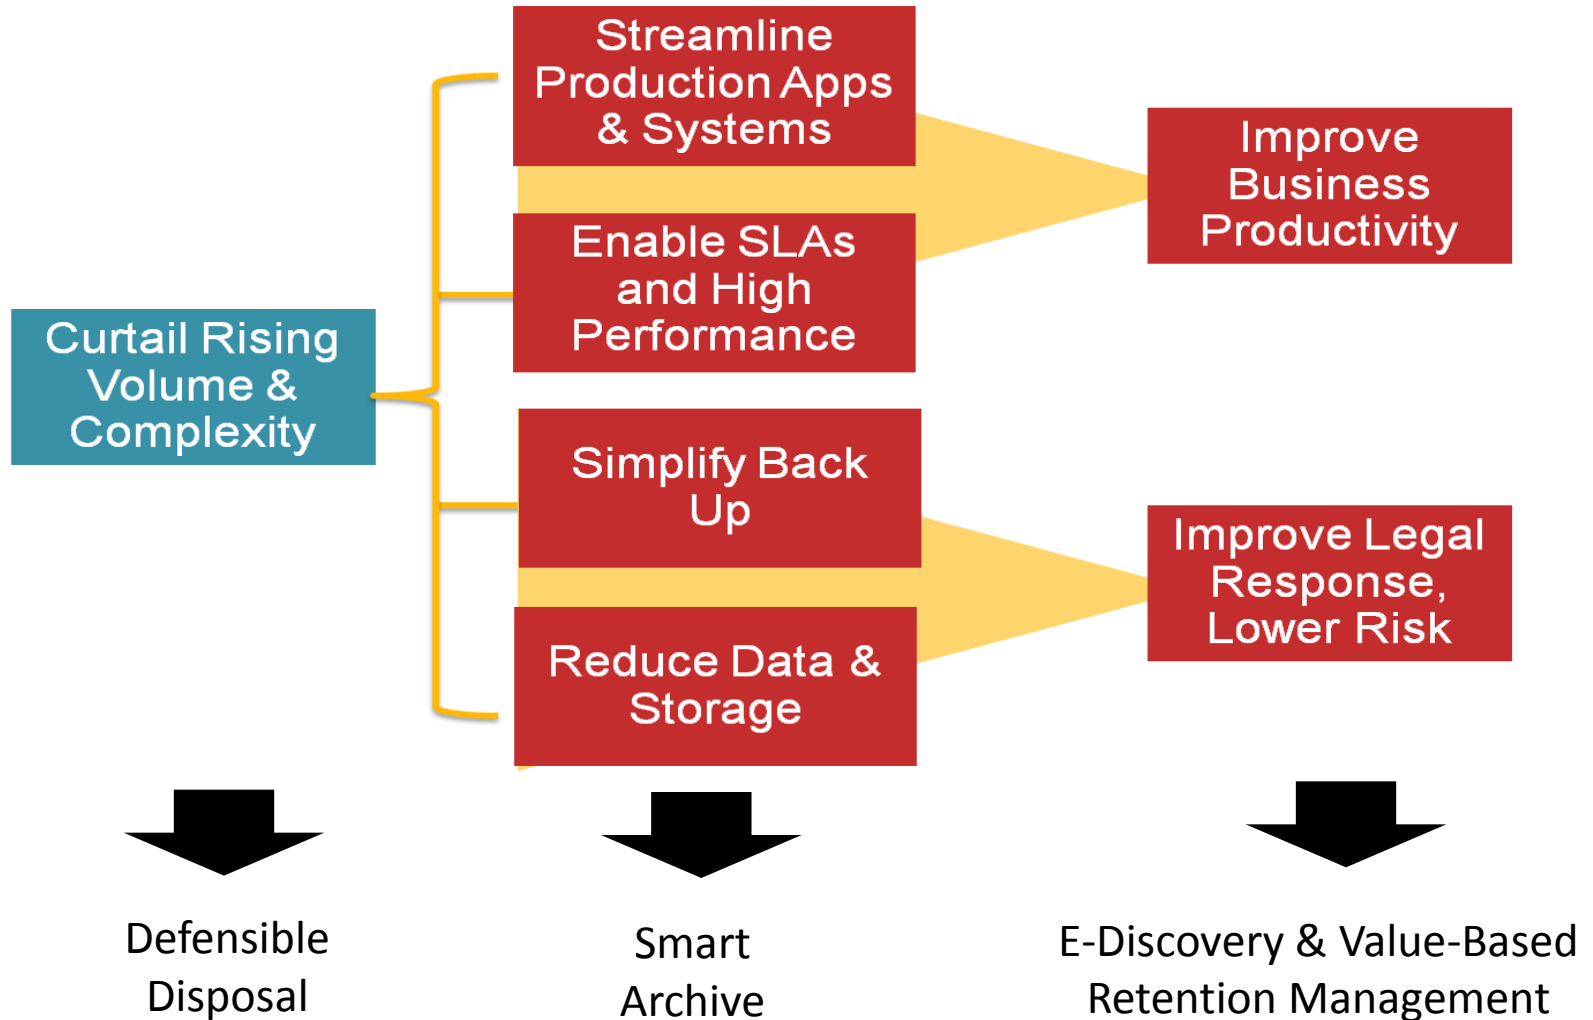 Streamline
Production Apps
& Systems
Improve
Business
Productivity
Enable SLAs
and High
Performance
Curtail Rising
Volume &
Complexity
Simplify Back
Up
Improve Legal
Response,
Lower Risk
Reduce Data &
Storage
Defensible
Disposal
Smart
Archive
E-Discovery & Value-Based
Retention Management